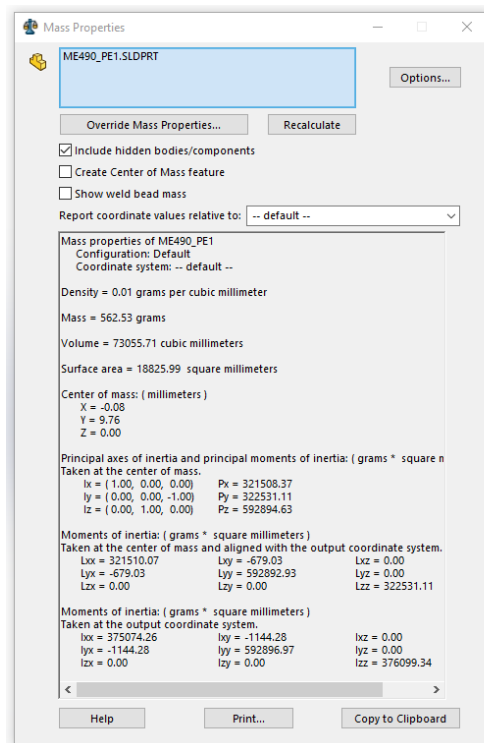 Mass Properties
ME490_PE1.SLDPRT
Options...
Override Mass Properties...
Recalculate
Include hidden bodies/components
Create Center of Mass feature
Show weld bead mass
Report coordinate values relative to: -- default --
Mass properties of ME490_PE1
Configuration: Default
Coordinate system: -- default --
Density = 0.01 grams per cubic millimeter
Mass = 562.53 grams
Volume = 73055.71 cubic millimeters
Surface area = 18825.99 square millimeters
Center of mass: ( millimeters )
X = -0.08
Y = 9.76
Z = 0.00
Principal axes of inertia and principal moments of inertia: ( grams * square n
Taken at the center of mass.
Ix = ( 1.00, 0.00, 0.00) Px = 321508.37
Iy = ( 0.00, 0.00, -1.00) Py = 322531.11
Iz = ( 0.00, 1.00, 0.00) Pz = 592894.63
Moments of inertia: ( grams * square millimeters )
Taken at the center of mass and aligned with the output coordinate system.
Lxx = 321510.07 Lxy = -679.03 Lxz = 0.00
Lyx = -679.03 Lyy = 592892.93 Lyz = 0.00
Lzx = 0.00 Lzy = 0.00 Lzz = 322531.11
Moments of inertia: ( grams * square millimeters )
Taken at the output coordinate system.
Ixx = 375074.26 Ixy = -1144.28 Ixz = 0.00
Iyx = -1144.28 Iyy = 592896.97 Iyz = 0.00
Izx = 0.00 Izy = 0.00 Izz = 376099.34
Help
Print...
Copy to Clipboard